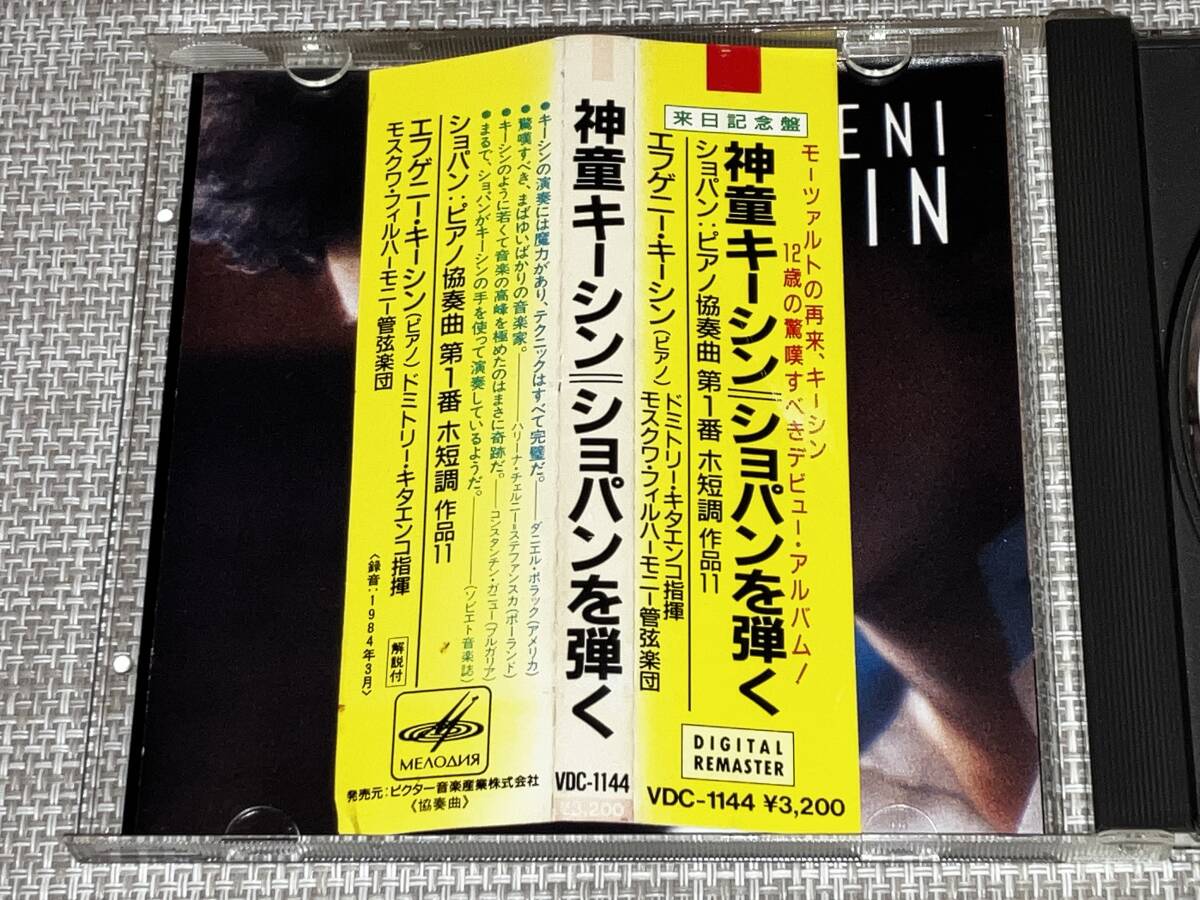 ENI
IN
来日記念盤
モーツァルトの再来、キーシン
12歳の驚嘆すべきデビュー・アルバム!
神童キーシン=ショパンを弾く
ショパン:ピアノ協奏曲 第1番 ホ短調 作品11
エフゲニー・キーシン(ピアノ) ドミトリー・キタエンコ指揮
モスクワ・フィルハーモニー管弦楽団
DIGITAL
REMASTER
VDC-1144 ¥3,200
神童キーシン=ショパンを弾く
VDC-1144
¥3,200
●キーシンの演奏には魔力があり、テクニックはすべて完璧だ。――ダニエル・ポラック(アメリカ)
●驚嘆すべき、まばゆいばかりの音楽家。――ハリーナ・チェルニー=ステファンスカ(ポーランド)
●キーシンのように若くて音楽の高峰を極めたのはまさに奇跡だ。――コンスタンチン・ガニュー(ブルガリア)
●まるで、ショパンがキーシンの手を使って演奏しているようだ。――(ソビエト音楽誌)
ショパン:ピアノ協奏曲 第1番 ホ短調 作品11
エフゲニー・キーシン(ピアノ) ドミトリー・キタエンコ指揮
モスクワ・フィルハーモニー管弦楽団
解説付
〈録音:1984年3月〉
МЕЛОДИЯ
発売元:ビクター音楽産業株式会社
〈協奏曲〉